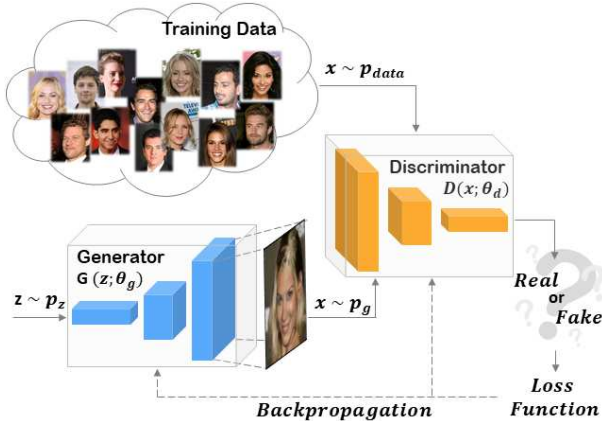 Training Data
x ~ p_data
Discriminator
D(x; θ_d)
Generator
G (z; θ_g)
z ~ p_z
x ~ p_g
Real
or
Fake
?
?
?
?
Loss
Function
Backpropagation